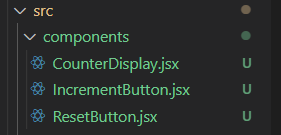 src
components
CounterDisplay.jsx U
IncrementButton.jsx U
ResetButton.jsx U